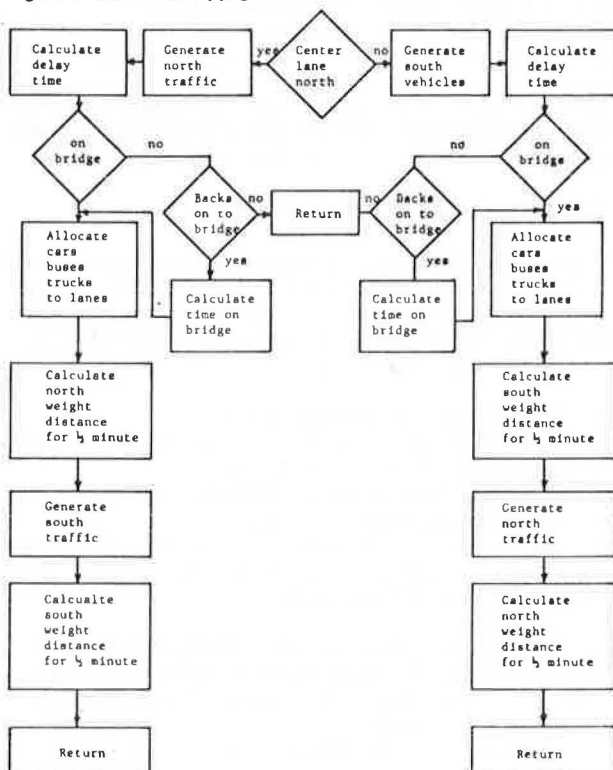 Calculate
delay
time
Generate
north
traffic
yes
Center
lane
north
no
Generate
south
vehicles
Calculate
delay
time
on
bridge
no
no
on
bridge
Backs
on to
bridge
no
Return
no
Dacks
on to
bridge
yes
yes
yes
Allocate
cars
buses
trucks
to lanes
Calculate
time on
bridge
Calculate
time on
bridge
Allocate
cars
buses
trucks
to lanes
Calculate
north
weight
distance
for ½ minute
Calculate
south
weight
distance
for ½ minute
Generate
south
traffic
Generate
north
traffic
Calcualte
south
weight
distance
for ½ minute
Calculate
north
weight
distance
for ½ minute
Return
Return